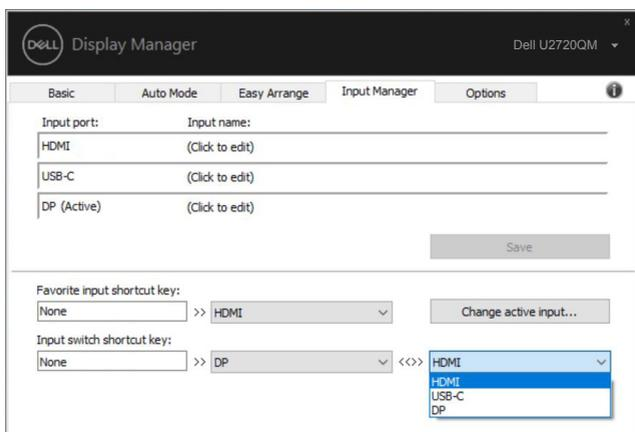 x
DELL Display Manager Dell U2720QM
Basic Auto Mode Easy Arrange Input Manager Options i
Input port: Input name:
HDMI (Click to edit)
USB-C (Click to edit)
DP (Active) (Click to edit)
Save
Favorite input shortcut key:
None >> HDMI Change active input...
Input switch shortcut key:
None >> DP <<>> HDMI
HDMI
USB-C
DP